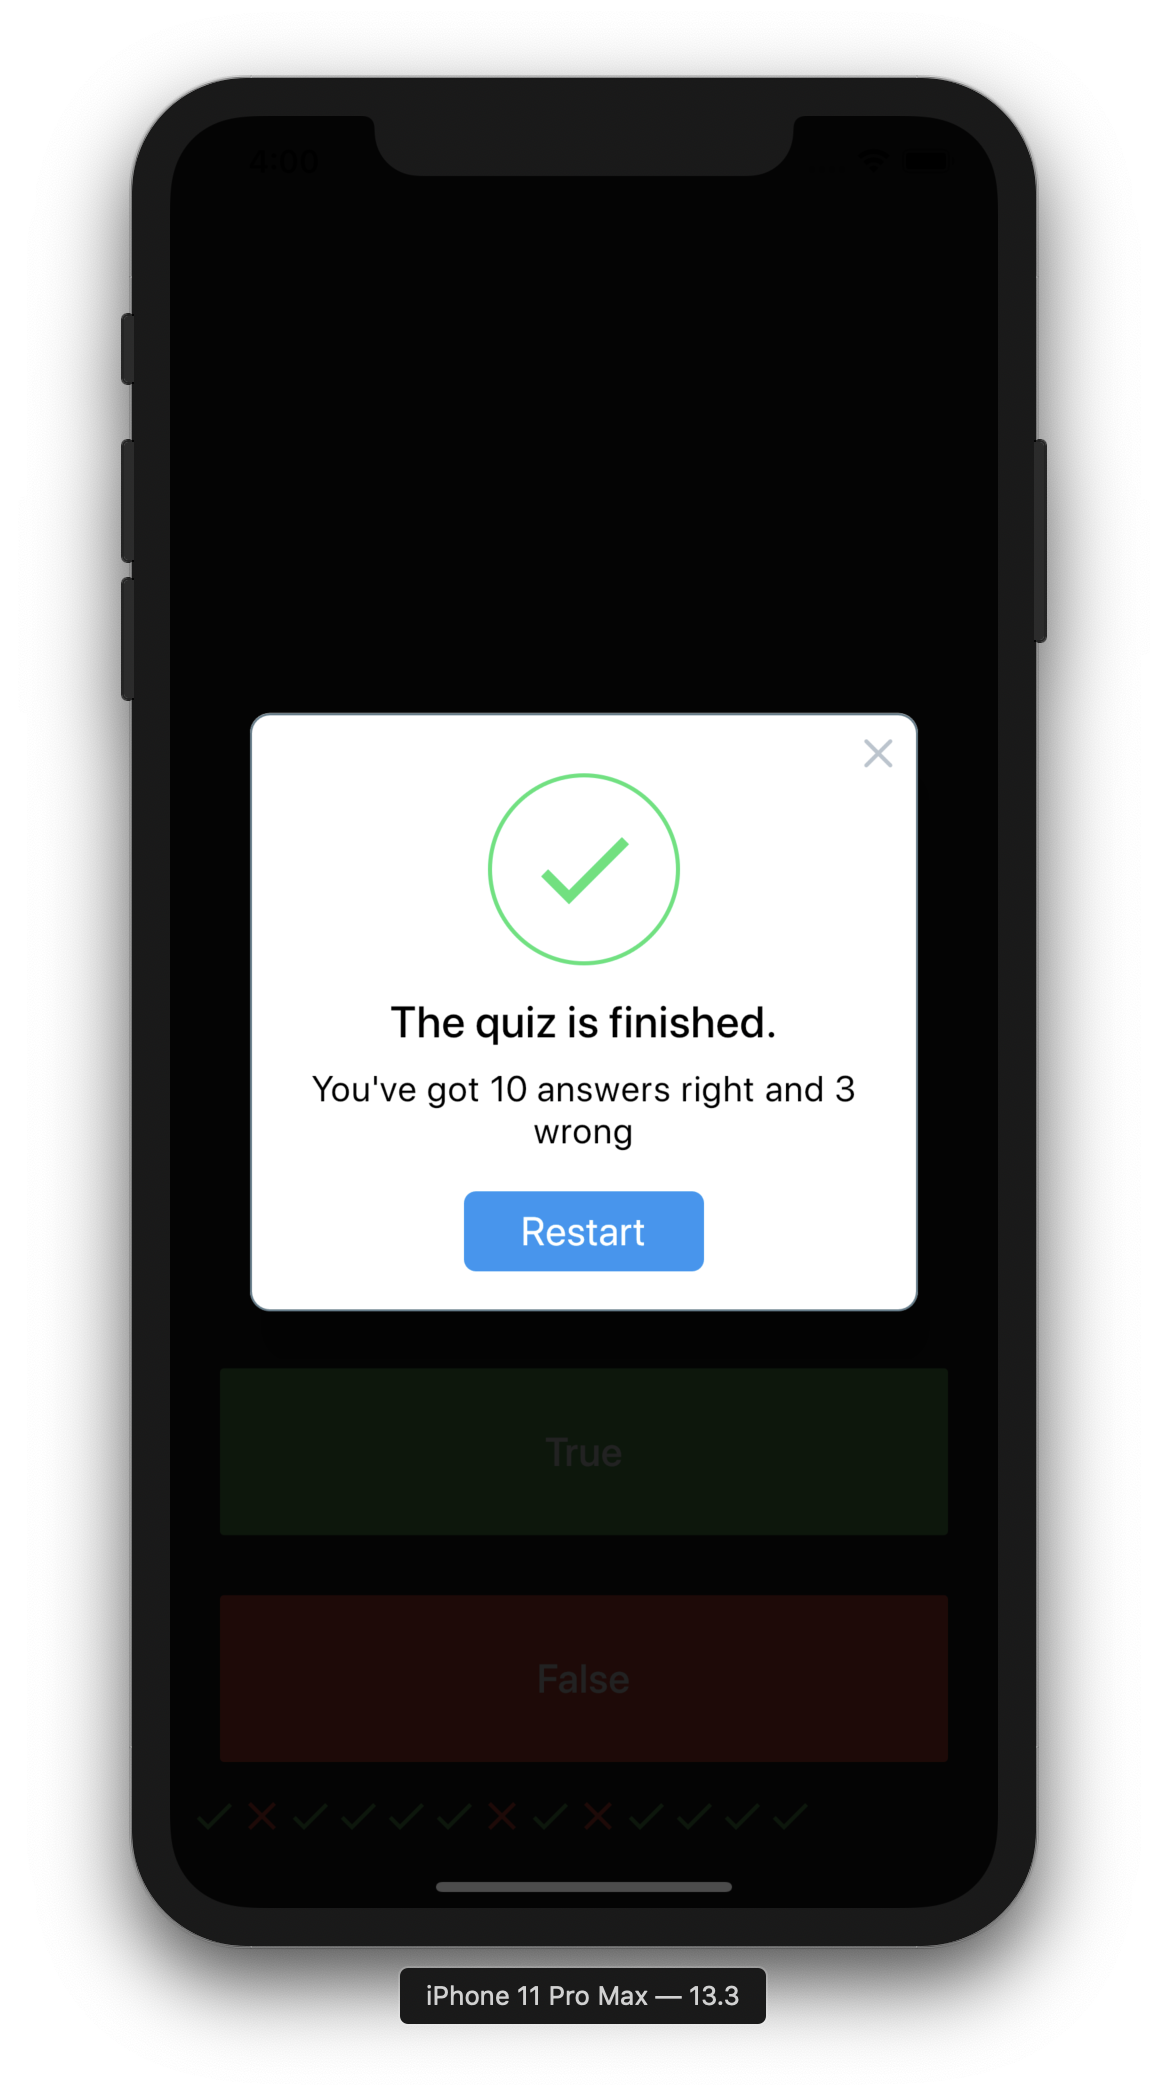 4:00
The quiz is finished.
You've got 10 answers right and 3
wrong
Restart
True
False
iPhone 11 Pro Max — 13.3